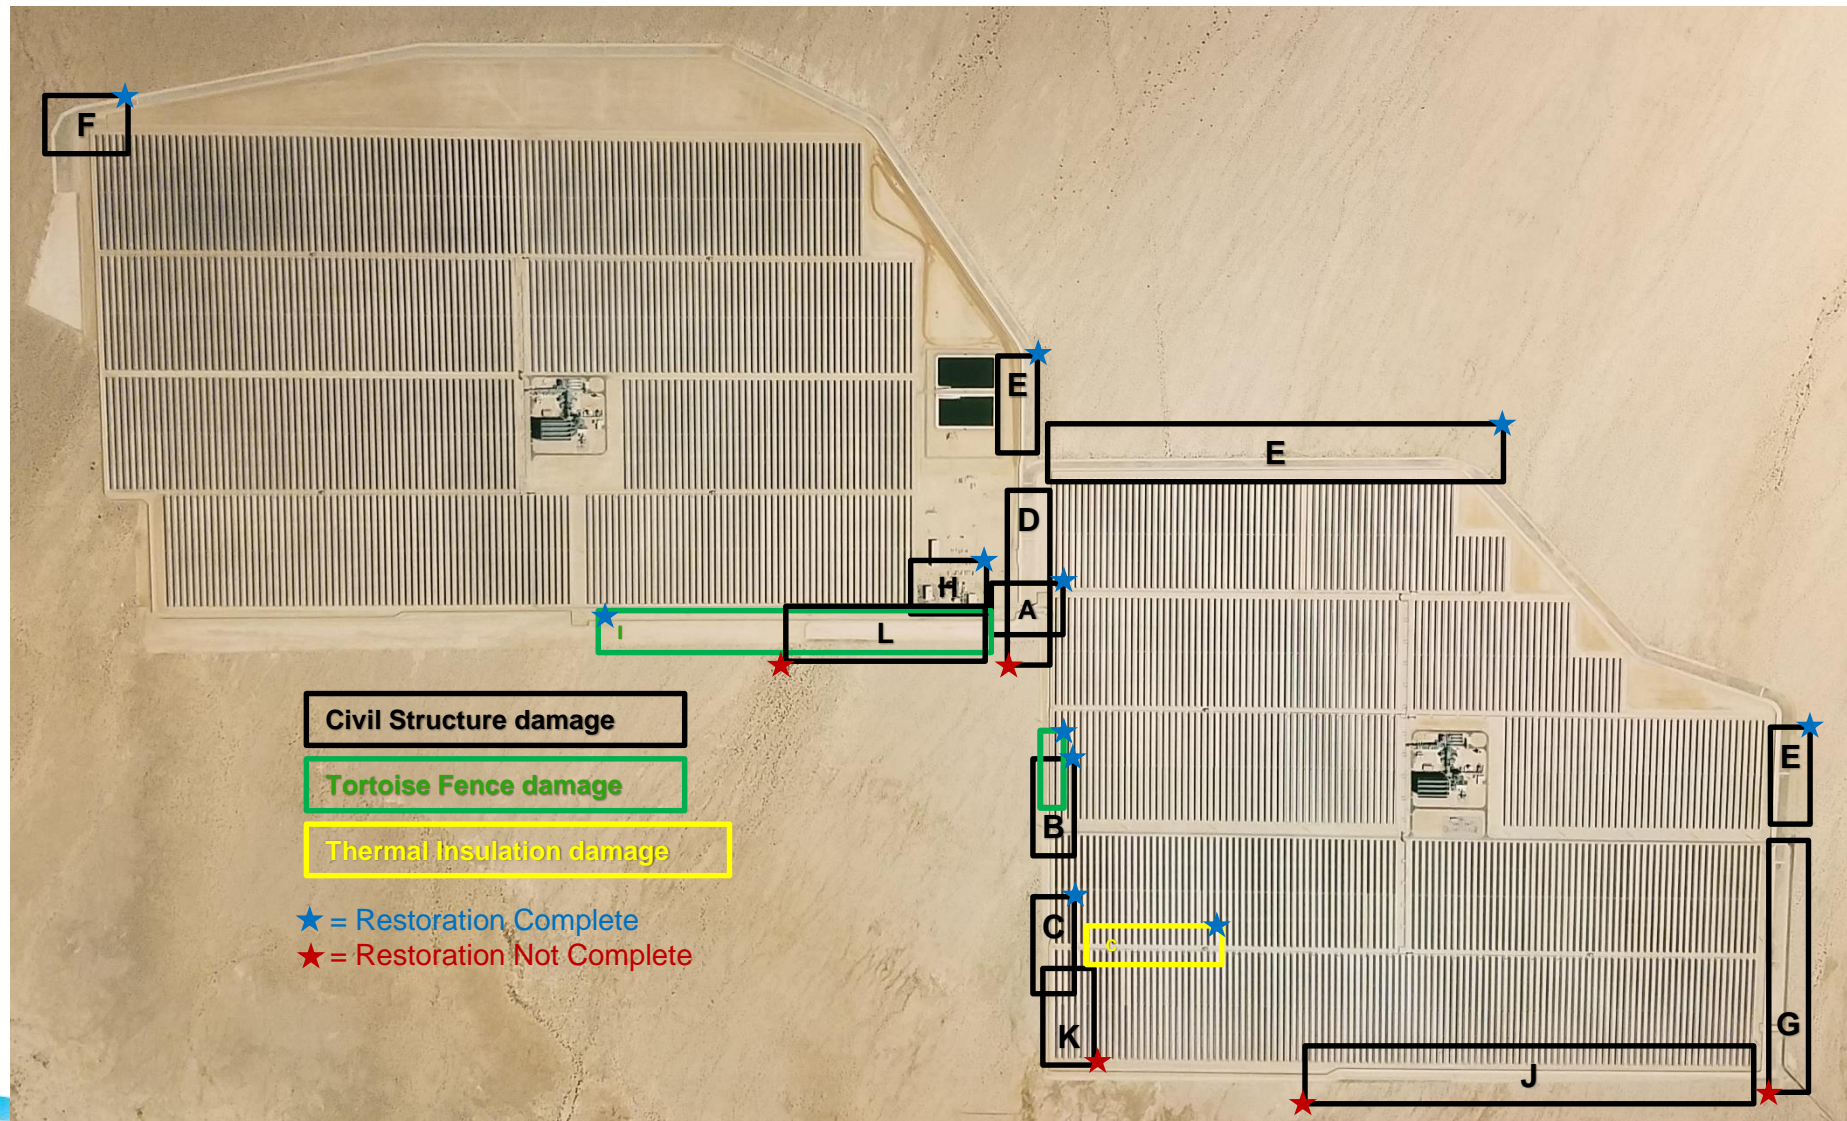 F
E
E
D
H
A
I
L
Civil Structure damage
E
Tortoise Fence damage
B
Thermal Insulation damage
= Restoration Complete
C
C
= Restoration Not Complete
G
K
J